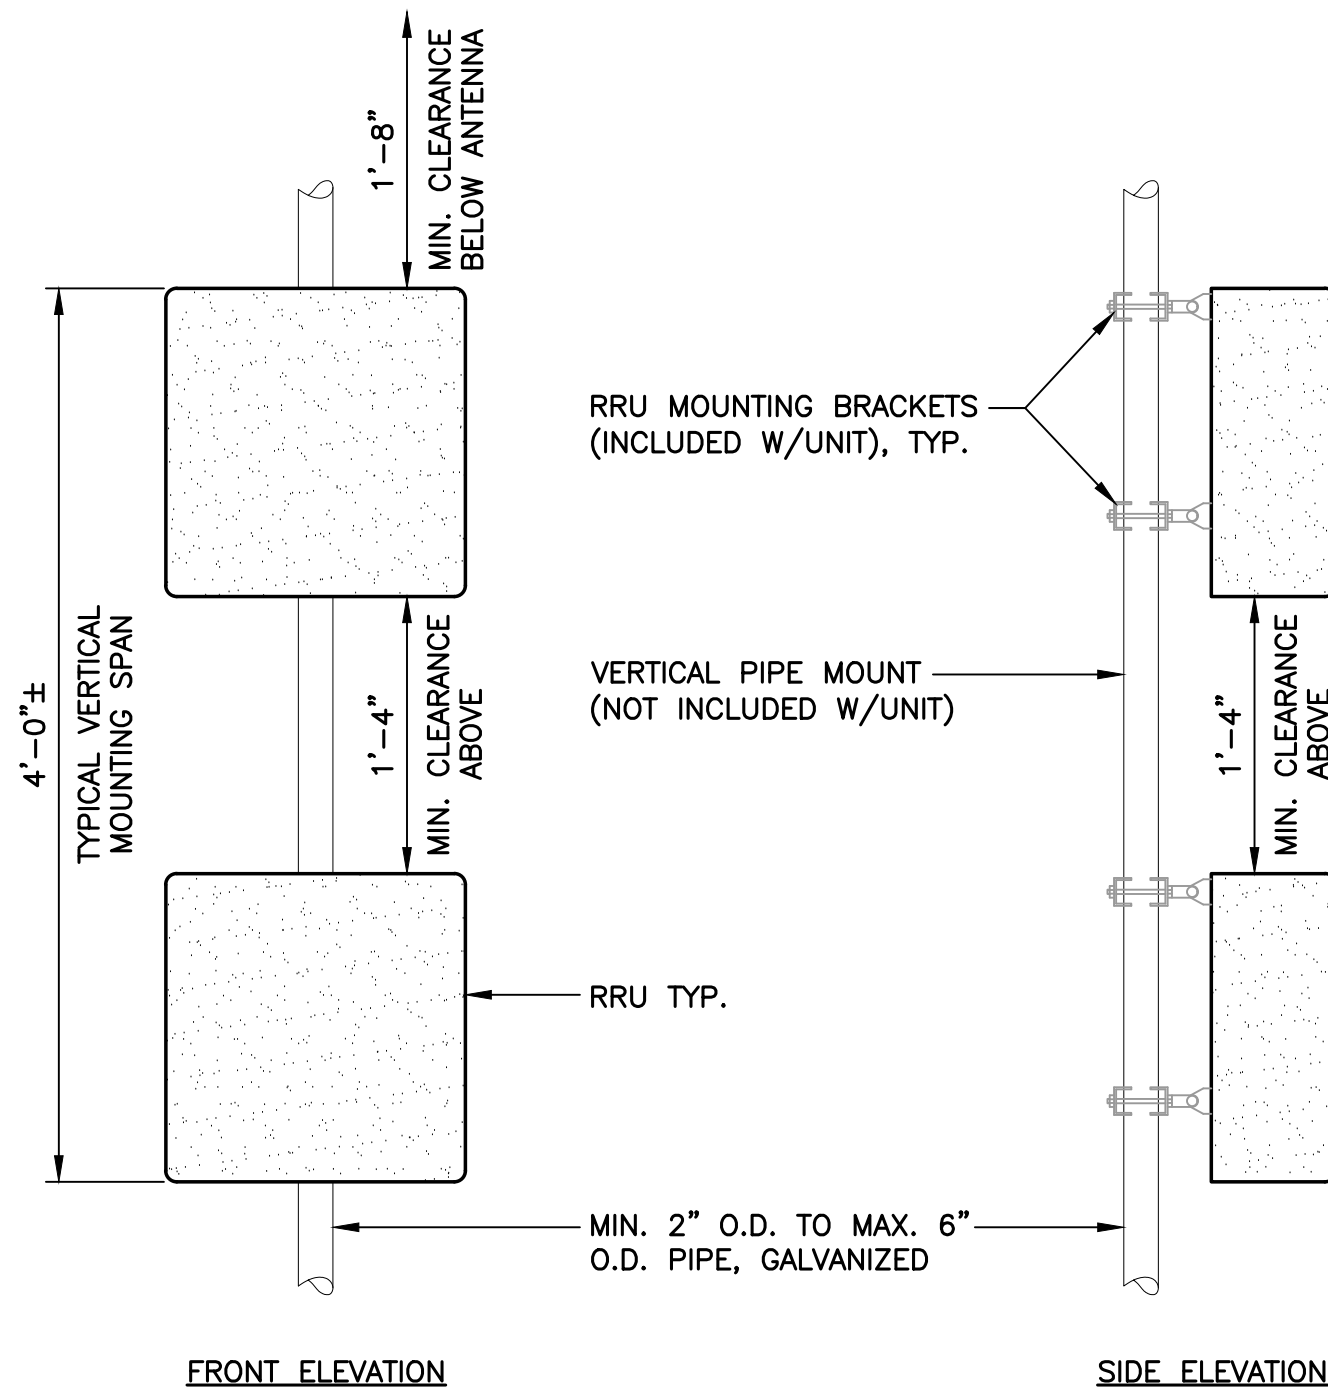 1'-8"
MIN. CLEARANCE
BELOW ANTENNA
RRU MOUNTING BRACKETS
(INCLUDED W/UNIT), TYP.
4'-0"±
TYPICAL VERTICAL
MOUNTING SPAN
1'-4"
MIN. CLEARANCE
ABOVE
VERTICAL PIPE MOUNT
(NOT INCLUDED W/UNIT)
1'-4"
MIN. CLEARANCE
ABOVE
RRU TYP.
MIN. 2" O.D. TO MAX. 6"
O.D. PIPE, GALVANIZED
FRONT ELEVATION
SIDE ELEVATION